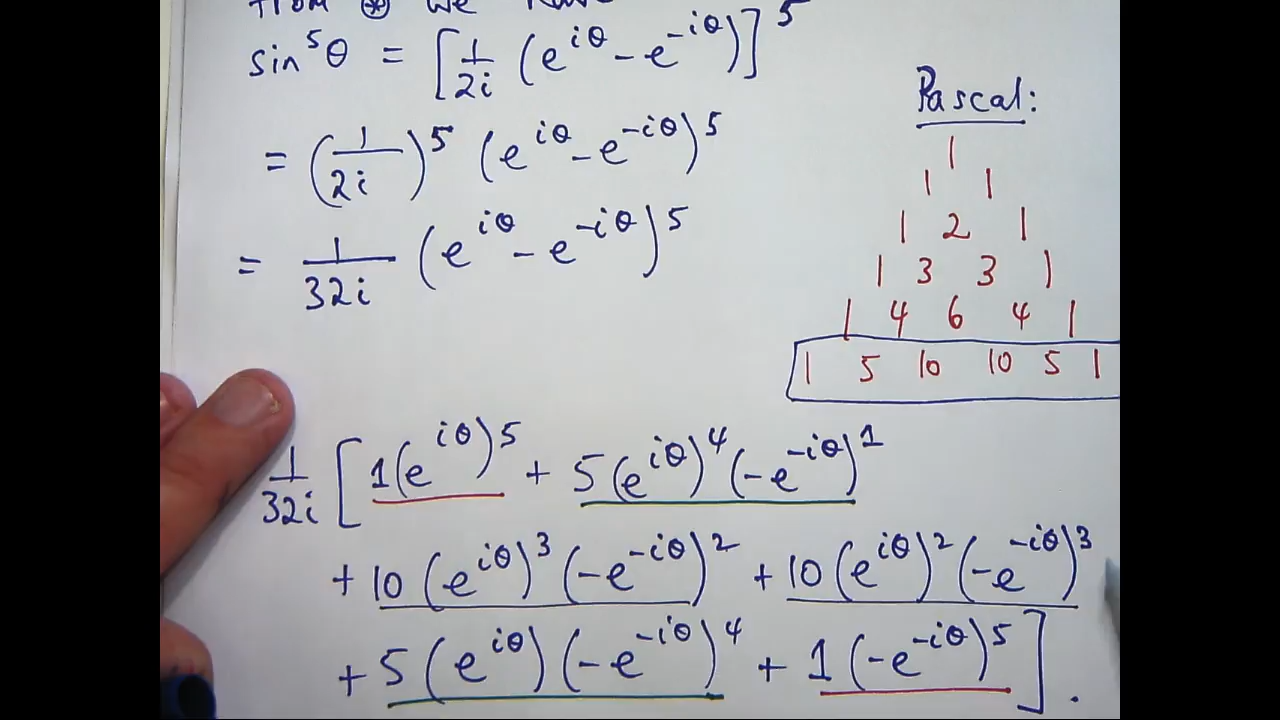 from ⊛ we have
sin⁵θ = [1/2i (e^{iθ} - e^{-iθ})]^5
= (1/2i)^5 (e^{iθ} - e^{-iθ})^5
= 1/32i (e^{iθ} - e^{-iθ})^5
Pascal:
1
1 1
1 2 1
1 3 3 1
1 4 6 4 1
1 5 10 10 5 1
1/32i [1(e^{iθ})^5 + 5(e^{iθ})^4(-e^{-iθ})^1
+ 10(e^{iθ})^3(-e^{-iθ})^2 + 10(e^{iθ})^2(-e^{-iθ})^3
+ 5(e^{iθ})(-e^{-iθ})^4 + 1(-e^{-iθ})^5].